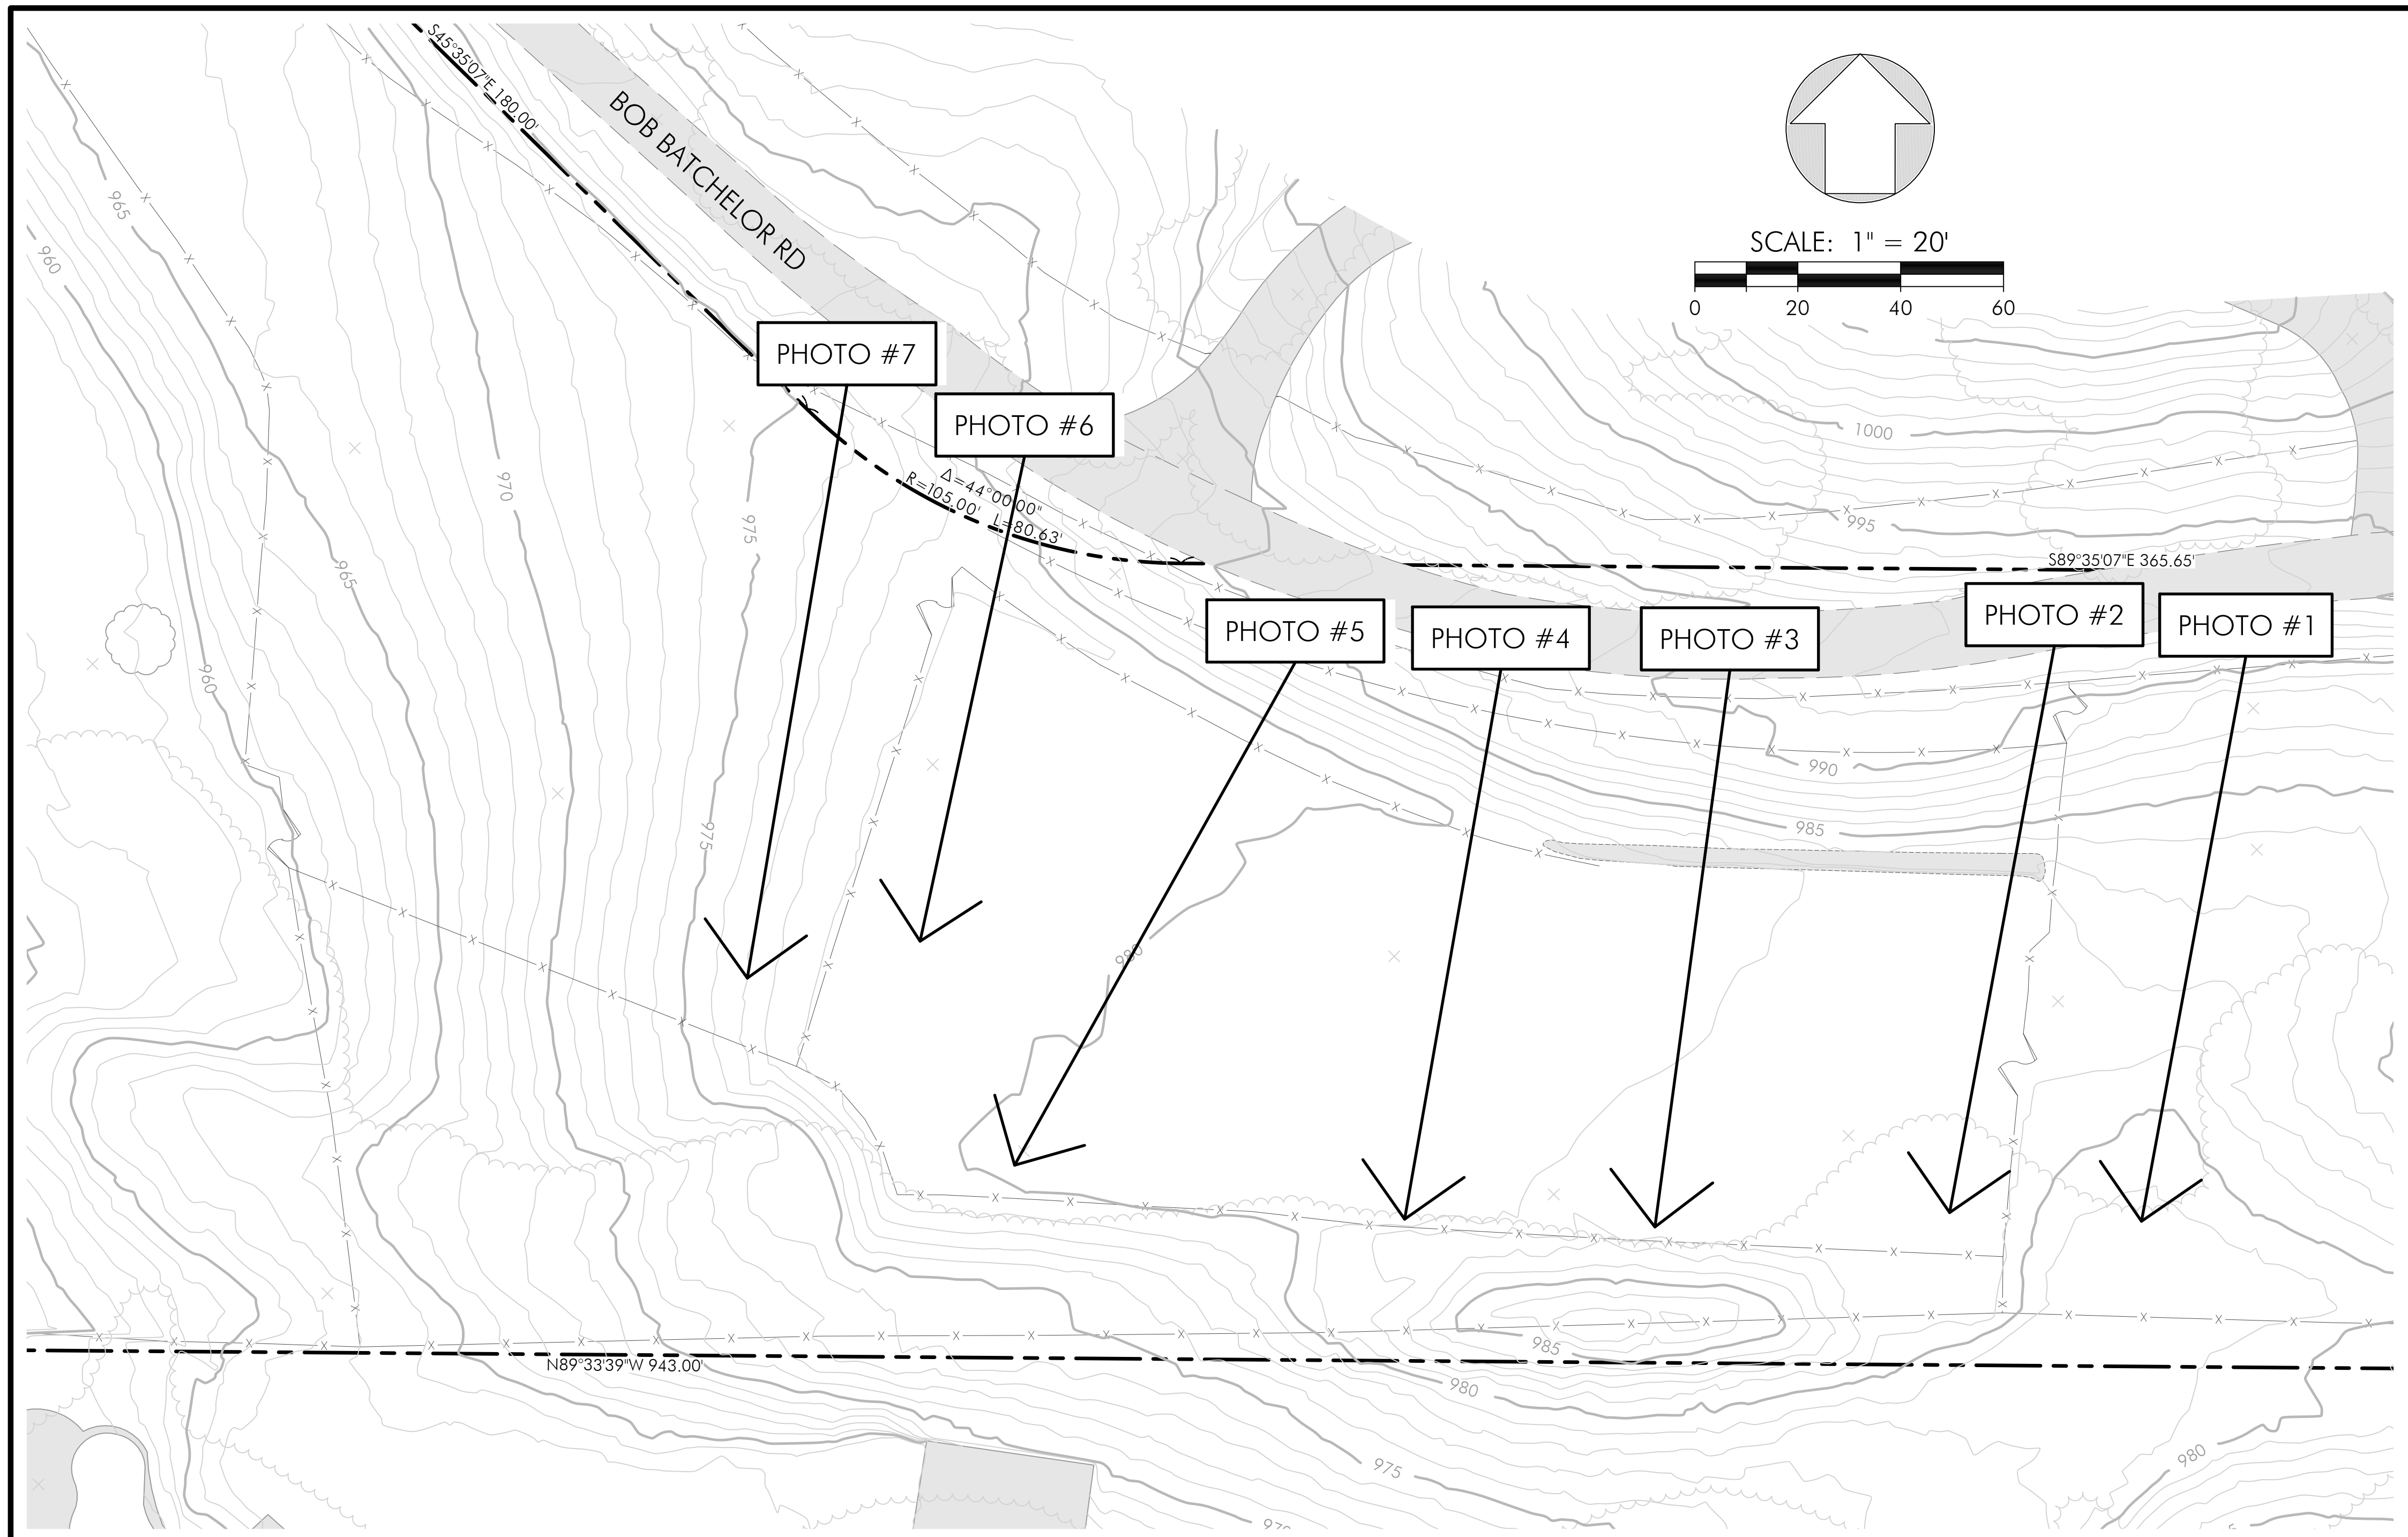 S45°35'07"E 180.00'
BOB BATCHELOR RD
SCALE: 1" = 20'
0 20 40 60
965
960
PHOTO #7
PHOTO #6
1000
970
975
Δ=44°00'00"
R=105.00' L=80.63'
995
S89°35'07"E 365.65'
965
PHOTO #5
PHOTO #4
PHOTO #3
PHOTO #2
PHOTO #1
960
990
975
985
980
985
N89°33'39"W 943.00'
980
975
980